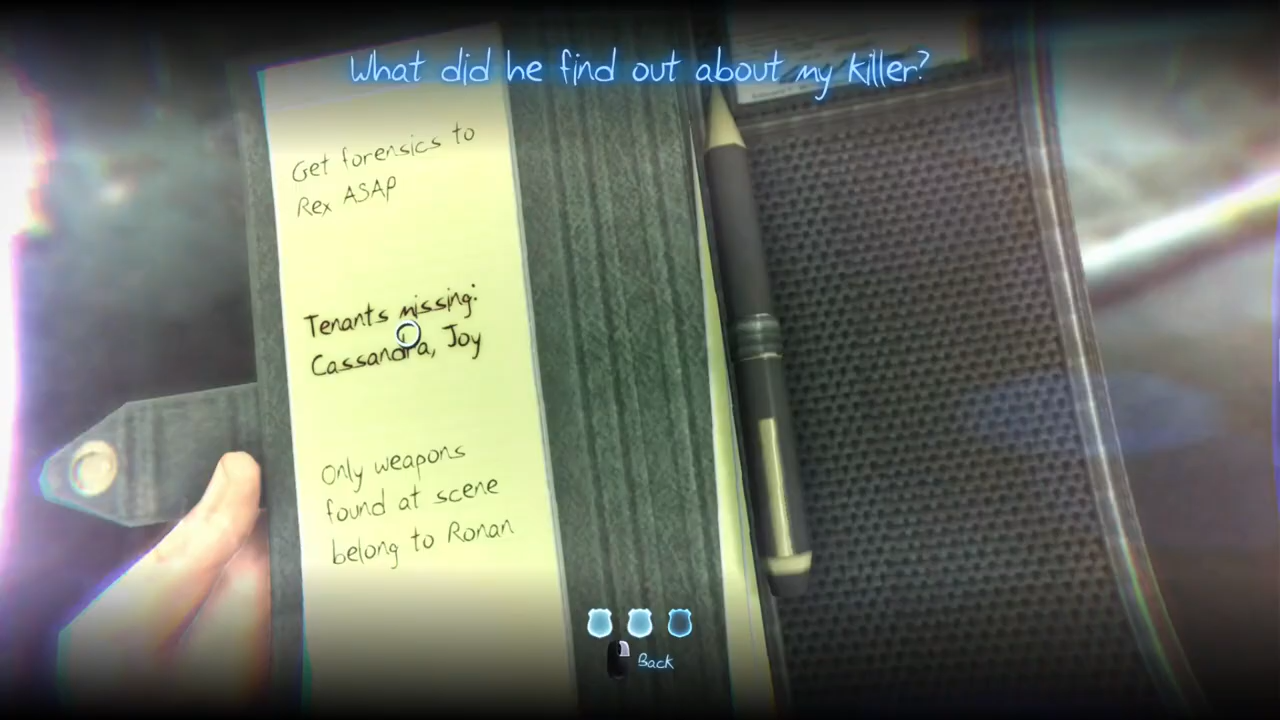 What did he find out about my killer?
Get forensics to
Rex ASAP
Tenants missing:
Cassandra, Joy
Only weapons
found at scene
belong to Ronan
Back